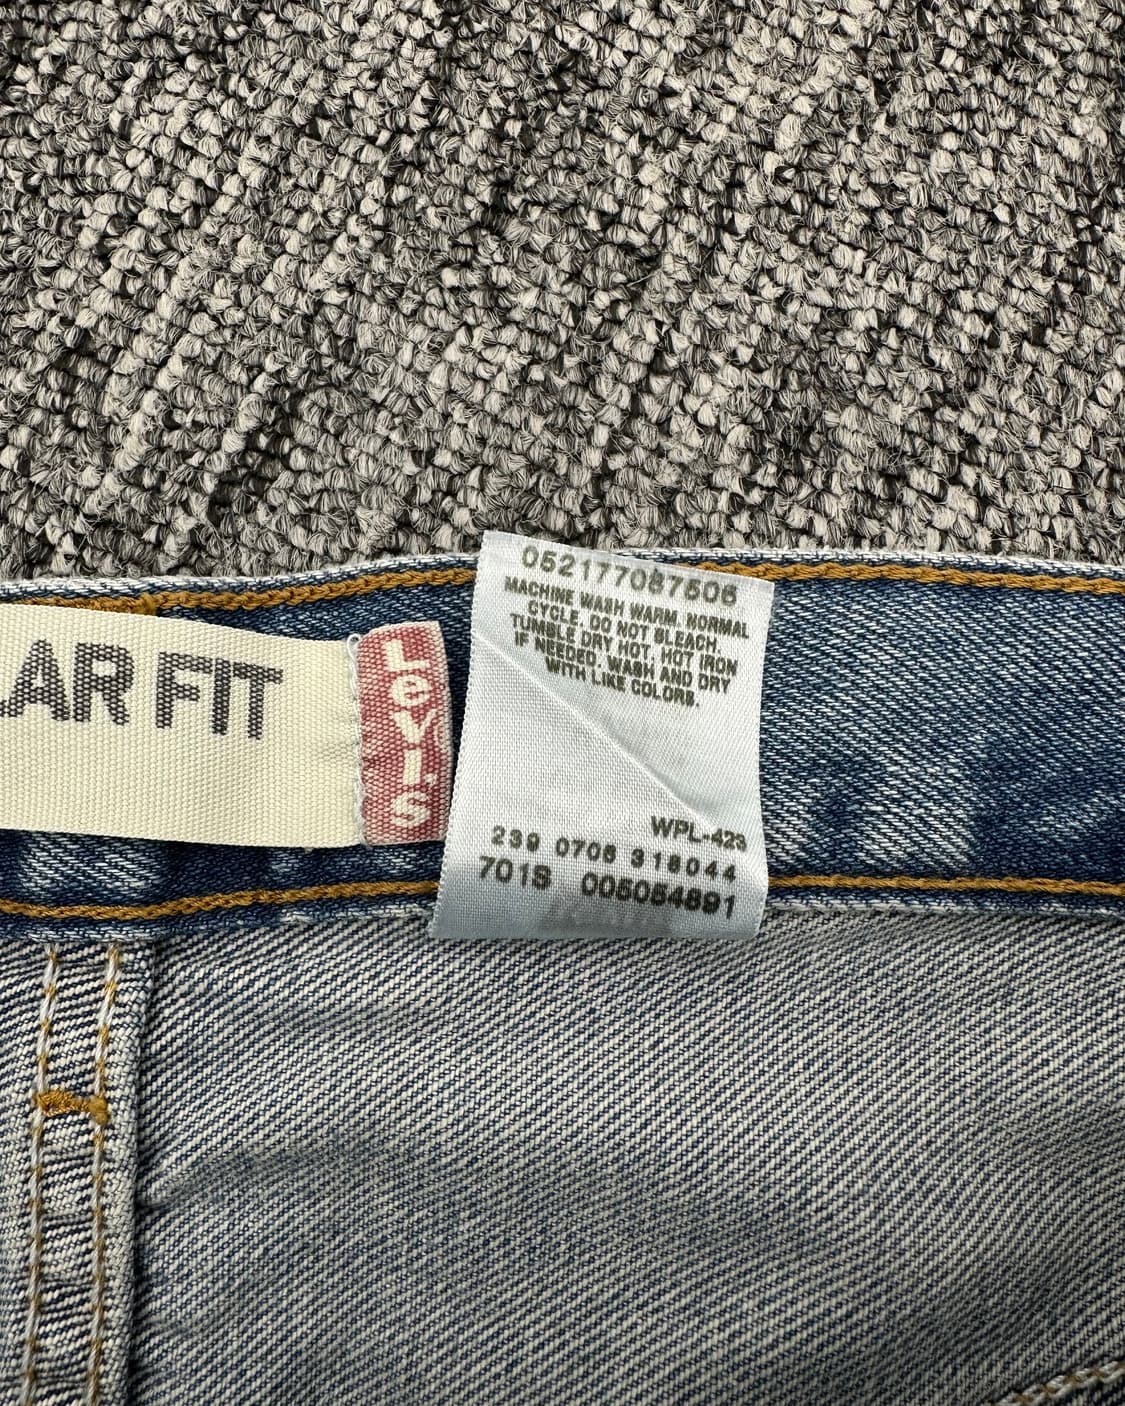 AR FIT
Levi's
052177087506
MACHINE WASH WARM. NORMAL
CYCLE. DO NOT BLEACH.
TUMBLE DRY HOT. HOT IRON
IF NEEDED. WASH AND DRY
WITH LIKE COLORS.
WPL-423
239 0706 318044
701S 005054891